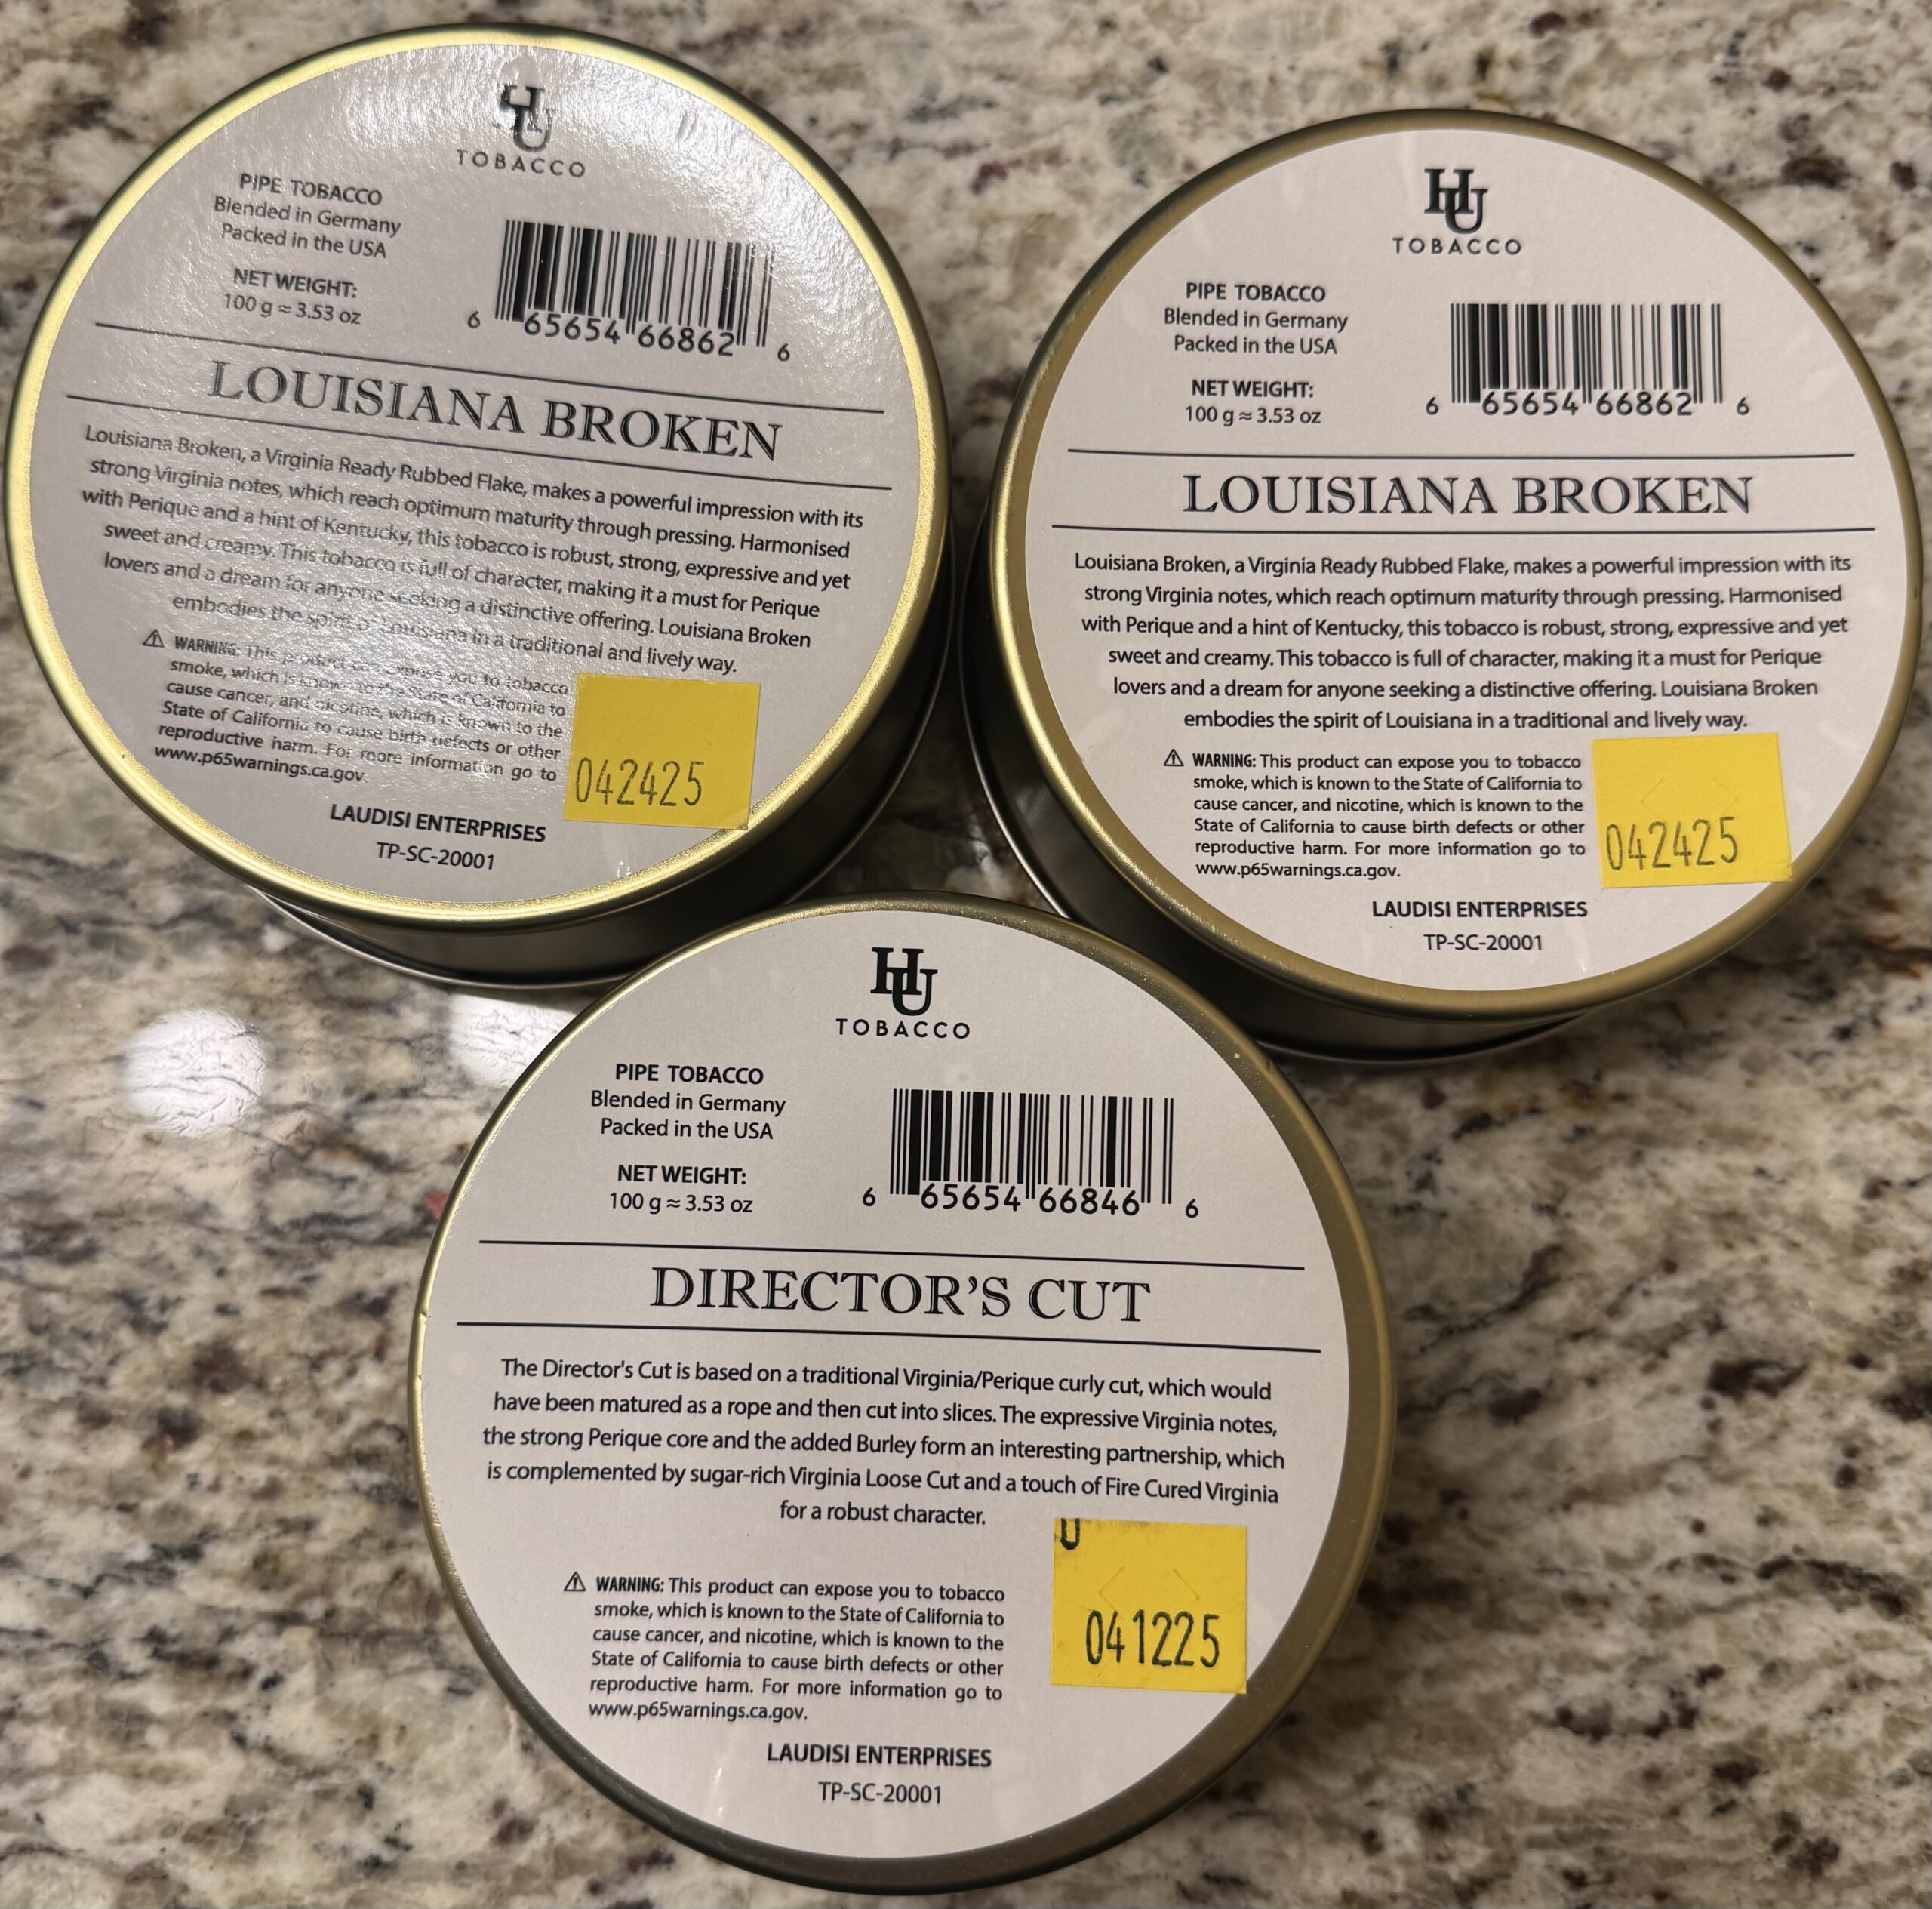 HU
TOBACCO
PIPE TOBACCO
Blended in Germany
Packed in the USA
NET WEIGHT:
100 g ≈ 3.53 oz
6 65654 66862 6
LOUISIANA BROKEN
Louisiana Broken, a Virginia Ready Rubbed Flake, makes a powerful impression with its
strong Virginia notes, which reach optimum maturity through pressing. Harmonised
with Perique and a hint of Kentucky, this tobacco is robust, strong, expressive and yet
sweet and creamy. This tobacco is full of character, making it a must for Perique
lovers and a dream for anyone seeking a distinctive offering. Louisiana Broken
embodies the spirit of Louisiana in a traditional and lively way.
⚠ WARNING: This product can expose you to tobacco
smoke, which is known to the State of California to
cause cancer, and nicotine, which is known to the
State of California to cause birth defects or other
reproductive harm. For more information go to
www.p65warnings.ca.gov.
042425
LAUDISI ENTERPRISES
TP-SC-20001
HU
TOBACCO
PIPE TOBACCO
Blended in Germany
Packed in the USA
NET WEIGHT:
100 g ≈ 3.53 oz
6 65654 66862 6
LOUISIANA BROKEN
Louisiana Broken, a Virginia Ready Rubbed Flake, makes a powerful impression with its
strong Virginia notes, which reach optimum maturity through pressing. Harmonised
with Perique and a hint of Kentucky, this tobacco is robust, strong, expressive and yet
sweet and creamy. This tobacco is full of character, making it a must for Perique
lovers and a dream for anyone seeking a distinctive offering. Louisiana Broken
embodies the spirit of Louisiana in a traditional and lively way.
⚠ WARNING: This product can expose you to tobacco
smoke, which is known to the State of California to
cause cancer, and nicotine, which is known to the
State of California to cause birth defects or other
reproductive harm. For more information go to
www.p65warnings.ca.gov.
042425
LAUDISI ENTERPRISES
TP-SC-20001
HU
TOBACCO
PIPE TOBACCO
Blended in Germany
Packed in the USA
NET WEIGHT:
100 g ≈ 3.53 oz
6 65654 66846 6
DIRECTOR'S CUT
The Director's Cut is based on a traditional Virginia/Perique curly cut, which would
have been matured as a rope and then cut into slices. The expressive Virginia notes,
the strong Perique core and the added Burley form an interesting partnership, which
is complemented by sugar-rich Virginia Loose Cut and a touch of Fire Cured Virginia
for a robust character.
⚠ WARNING: This product can expose you to tobacco
smoke, which is known to the State of California to
cause cancer, and nicotine, which is known to the
State of California to cause birth defects or other
reproductive harm. For more information go to
www.p65warnings.ca.gov.
041225
LAUDISI ENTERPRISES
TP-SC-20001